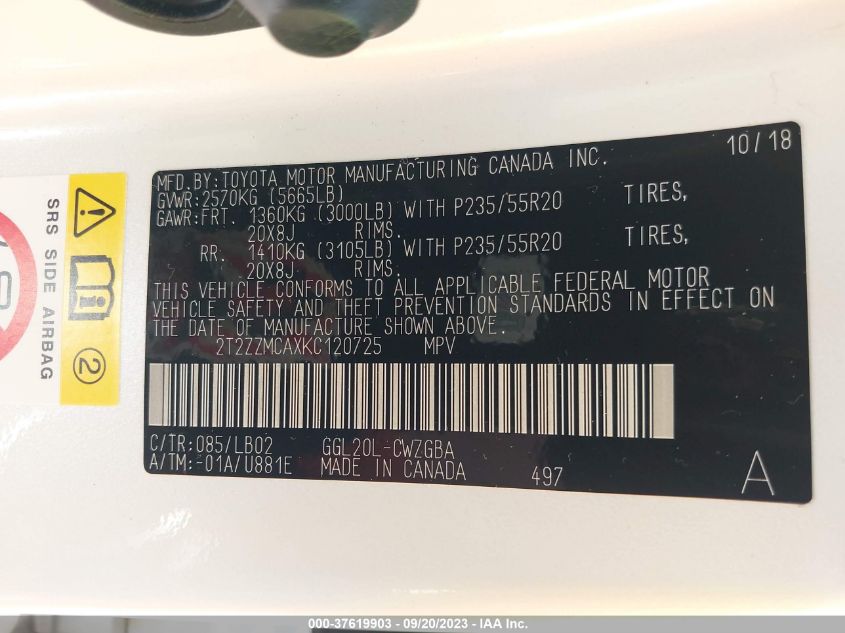 10/18
MFD.BY:TOYOTA MOTOR MANUFACTURING CANADA INC.
GVWR:2570KG (5665LB)
GAWR:FRT. 1360KG (3000LB) WITH P235/55R20 TIRES,
20X8J RIMS.
RR. 1410KG (3105LB) WITH P235/55R20 TIRES,
20X8J RIMS.
THIS VEHICLE CONFORMS TO ALL APPLICABLE FEDERAL MOTOR
VEHICLE SAFETY AND THEFT PREVENTION STANDARDS IN EFFECT ON
THE DATE OF MANUFACTURE SHOWN ABOVE.
2T2ZZMCAXKC120725 MPV
C/TR:085/LB02 GGL20L-CWZGBA
A/TM:-01A/U881E MADE IN CANADA 497 A
SRS SIDE AIRBAG
2
000-37619903 - 09/20/2023 - IAA Inc.